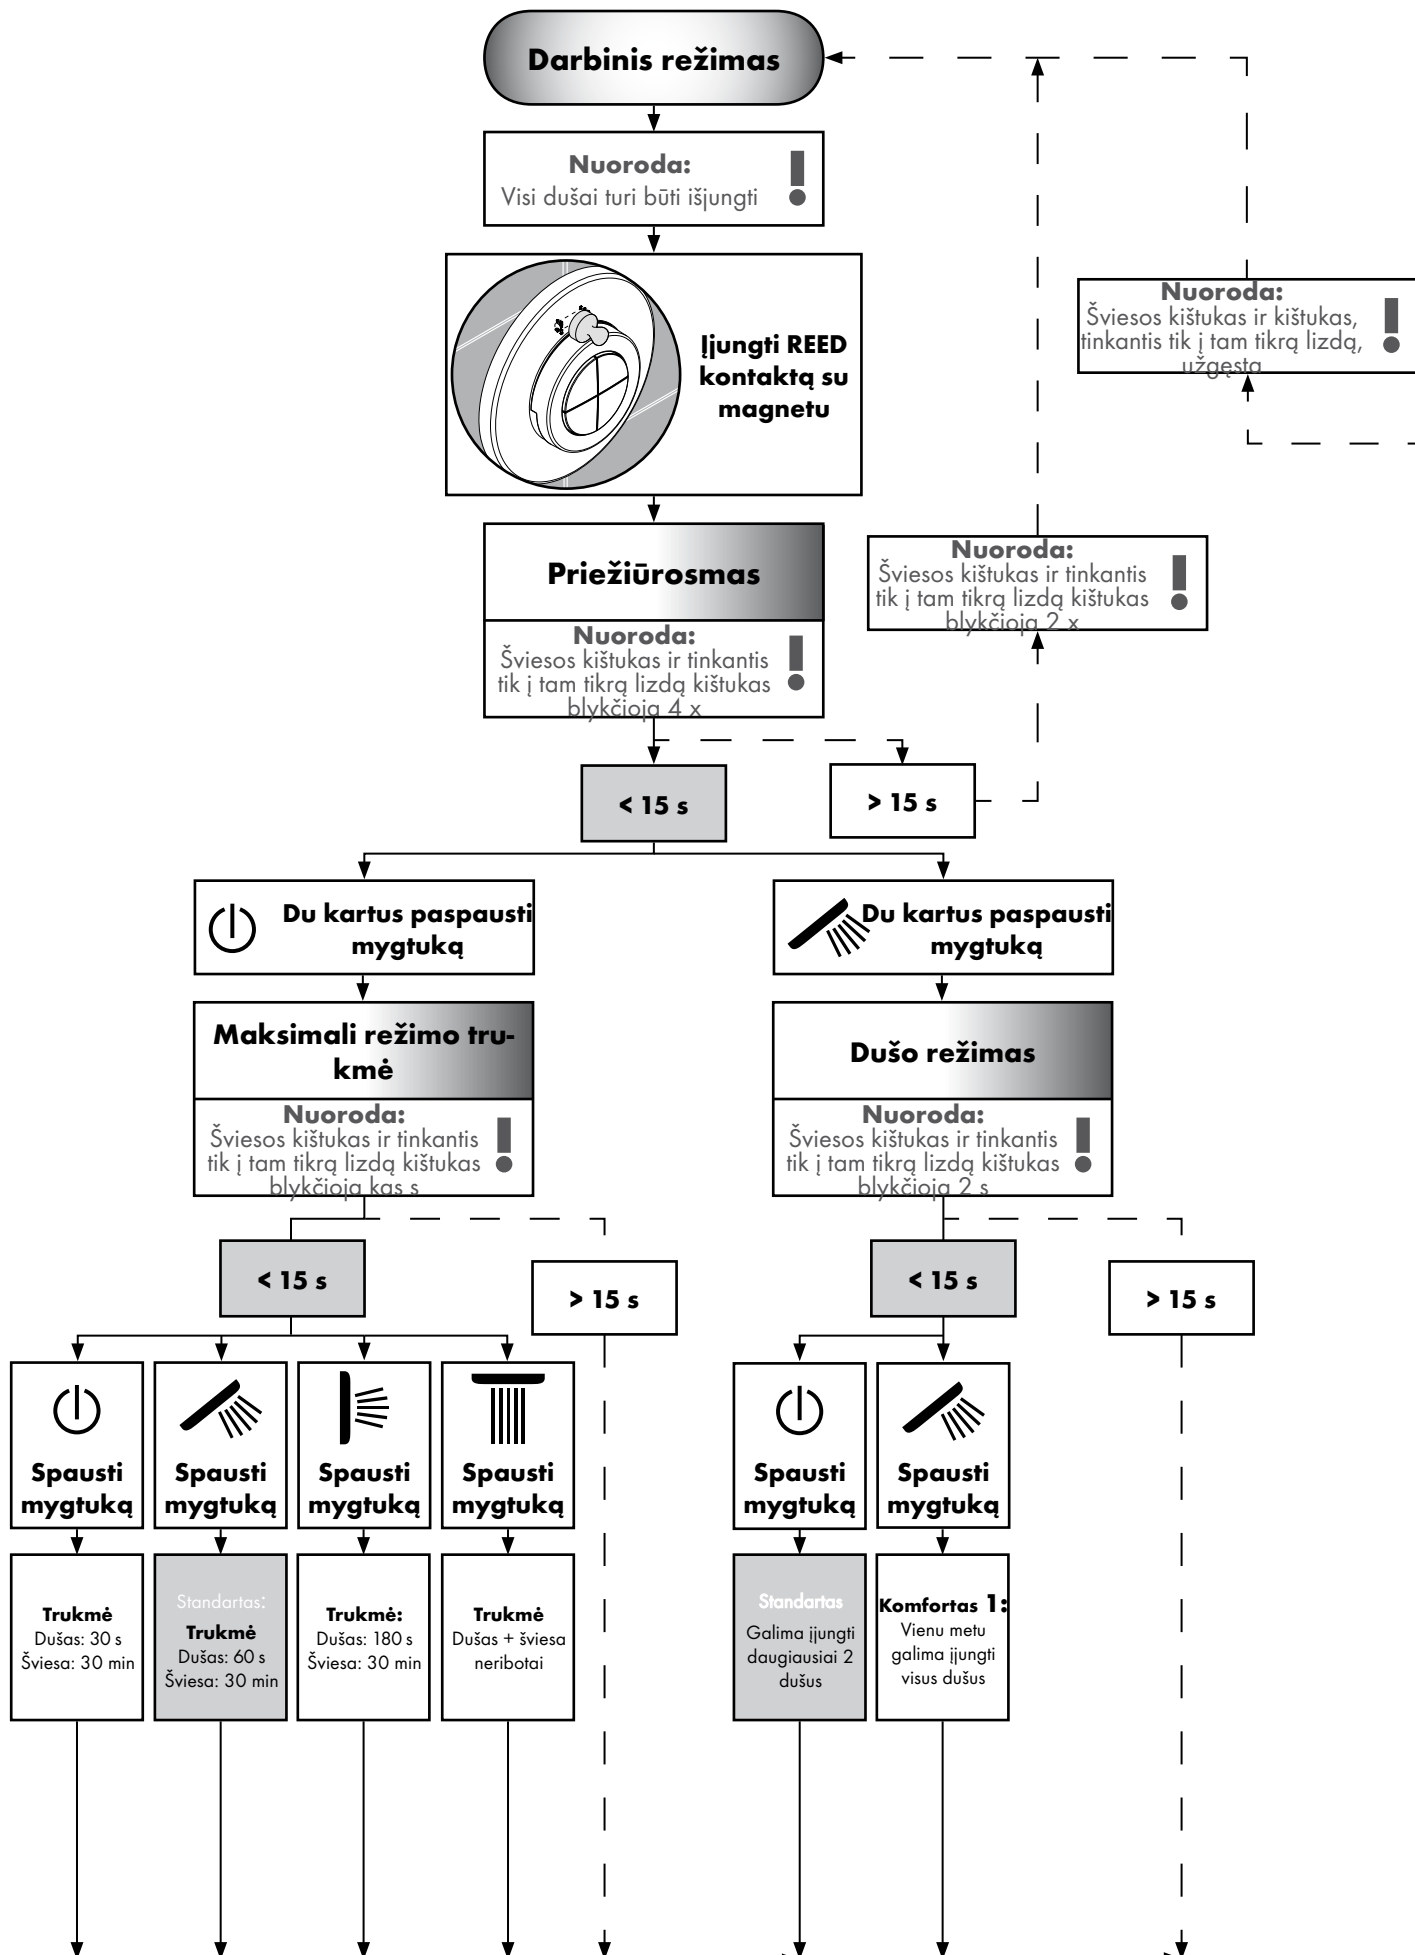 Darbinis režimas
Nuoroda:
Visi dušai turi būti išjungti
Įjungti REED
kontaktą su
magnetu
Nuoroda:
Šviesos kištukas ir kištukas,
tinkantis tik į tam tikrą lizdą,
užgęsta
Priežiūrosmas
Nuoroda:
Šviesos kištukas ir tinkantis
tik į tam tikrą lizdą kištukas
blykčioja 4 x
Nuoroda:
Šviesos kištukas ir tinkantis
tik į tam tikrą lizdą kištukas
blykčioja 2 x
< 15 s
> 15 s
Du kartus paspausti
mygtuką
Du kartus paspausti
mygtuką
Maksimali režimo tru-
kmė
Nuoroda:
Šviesos kištukas ir tinkantis
tik į tam tikrą lizdą kištukas
blykčioja kas s
Dušo režimas
Nuoroda:
Šviesos kištukas ir tinkantis
tik į tam tikrą lizdą kištukas
blykčioja 2 s
< 15 s
> 15 s
< 15 s
> 15 s
Spausti
mygtuką
Spausti
mygtuką
Spausti
mygtuką
Spausti
mygtuką
Spausti
mygtuką
Spausti
mygtuką
Trukmė
Dušas: 30 s
Šviesa: 30 min
Standartas:
Trukmė
Dušas: 60 s
Šviesa: 30 min
Trukmė:
Dušas: 180 s
Šviesa: 30 min
Trukmė
Dušas + šviesa
neribotai
Standartas
Galima įjungti
daugiausiai 2
dušus
Komfortas 1:
Vienu metu
galima įjungti
visus dušus